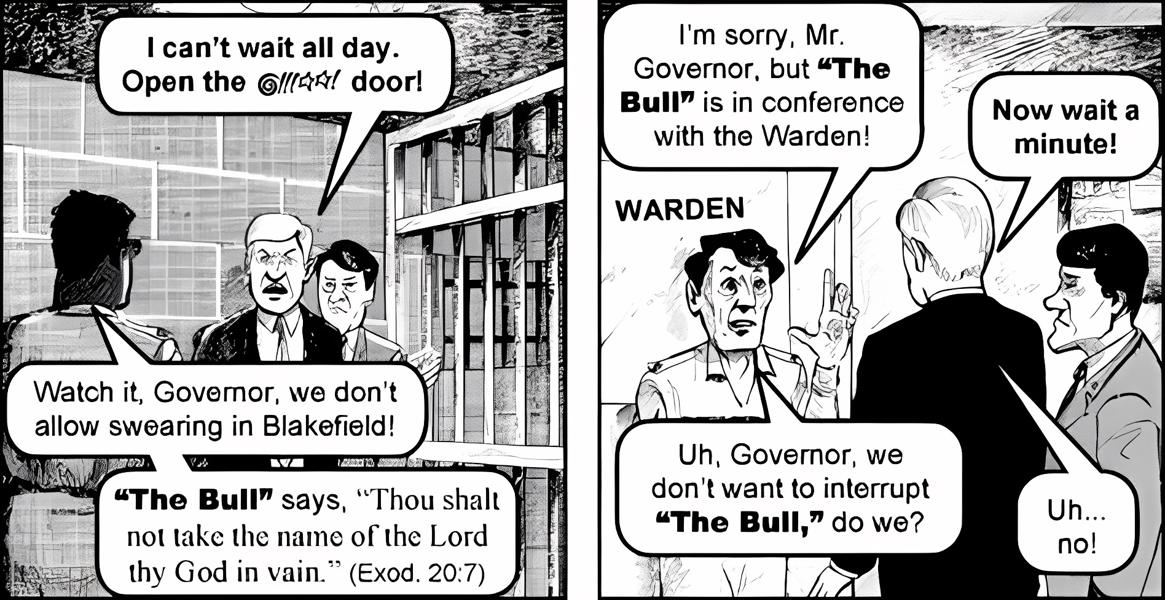 I can't wait all day.
Open the @!!!☆☆! door!
Watch it, Governor, we don't
allow swearing in Blakefield!
“The Bull” says, “Thou shalt
not take the name of the Lord
thy God in vain.” (Exod. 20:7)
I'm sorry, Mr.
Governor, but “The
Bull” is in conference
with the Warden!
Now wait a
minute!
WARDEN
Uh, Governor, we
don't want to interrupt
“The Bull,” do we?
Uh...
no!